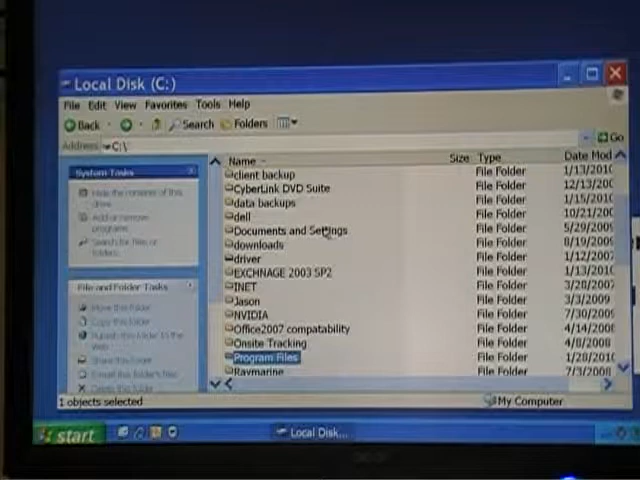 Local Disk (C:)
File Edit View Favorites Tools Help
Back Search Folders
Address C:\ Go
System Tasks
Hide the contents of this drive
Add or remove programs
Search for files or folders
File and Folder Tasks
Move this folder
Copy this folder
Publish this folder to the Web
Share this folder
E-mail this folder's files
Delete this folder
Name Size Type Date Mod
client backup File Folder 1/13/2010
CyberLink DVD Suite File Folder 12/13/200
data backups File Folder 1/15/2010
dell File Folder 10/21/200
Documents and Settings File Folder 5/29/2009
downloads File Folder 8/19/2009
driver File Folder 1/12/2007
EXCHNAGE 2003 SP2 File Folder 1/13/2010
INET File Folder 3/28/2007
Jason File Folder 3/3/2009
NVIDIA File Folder 7/30/2009
Office2007 compatability File Folder 4/14/2008
Onsite Tracking File Folder 4/8/2008
Program Files File Folder 1/28/2010
Raymarine File Folder 7/3/2008
1 objects selected My Computer
start Local Disk...